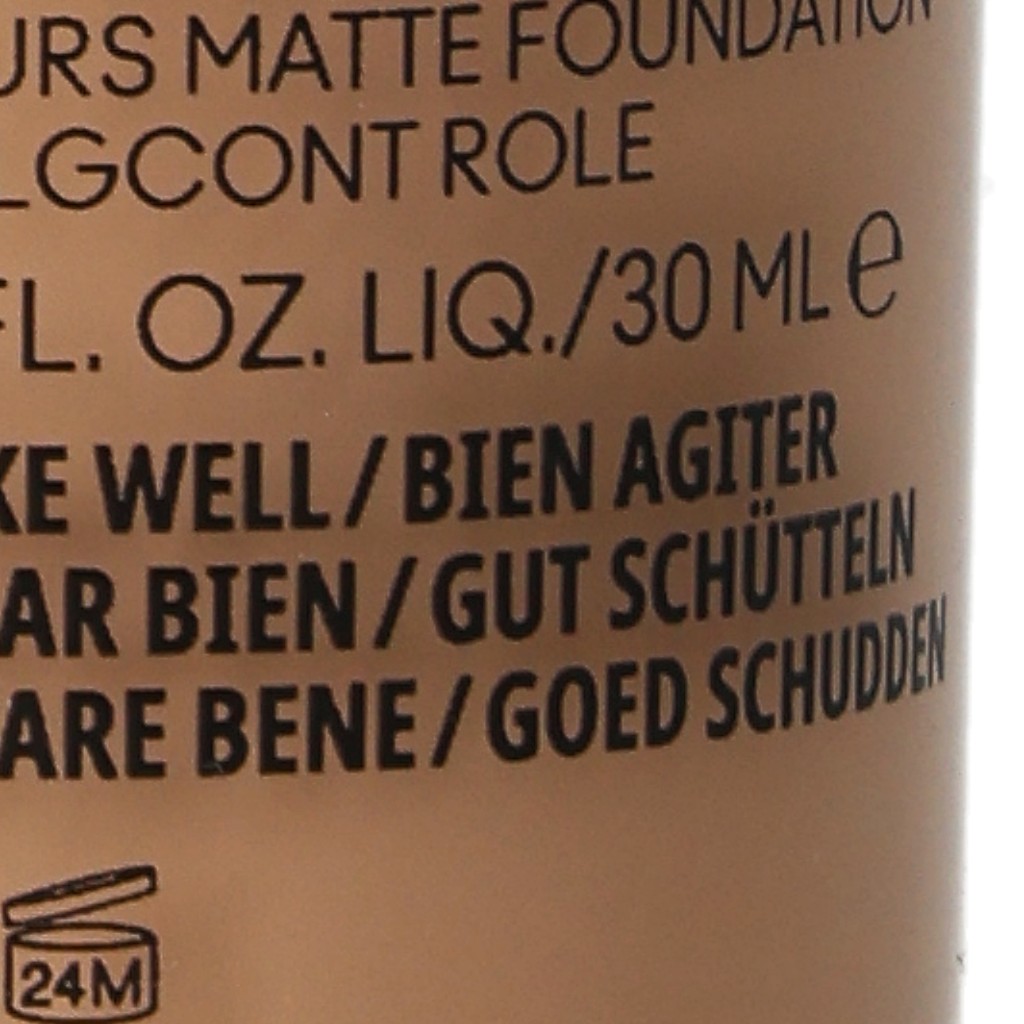 URS MATTE FOUNDATION
LGCONT ROLE
FL. OZ. LIQ./30 ML e
KE WELL/BIEN AGITER
AR BIEN/GUT SCHÜTTELN
ARE BENE/GOED SCHUDDEN
24M